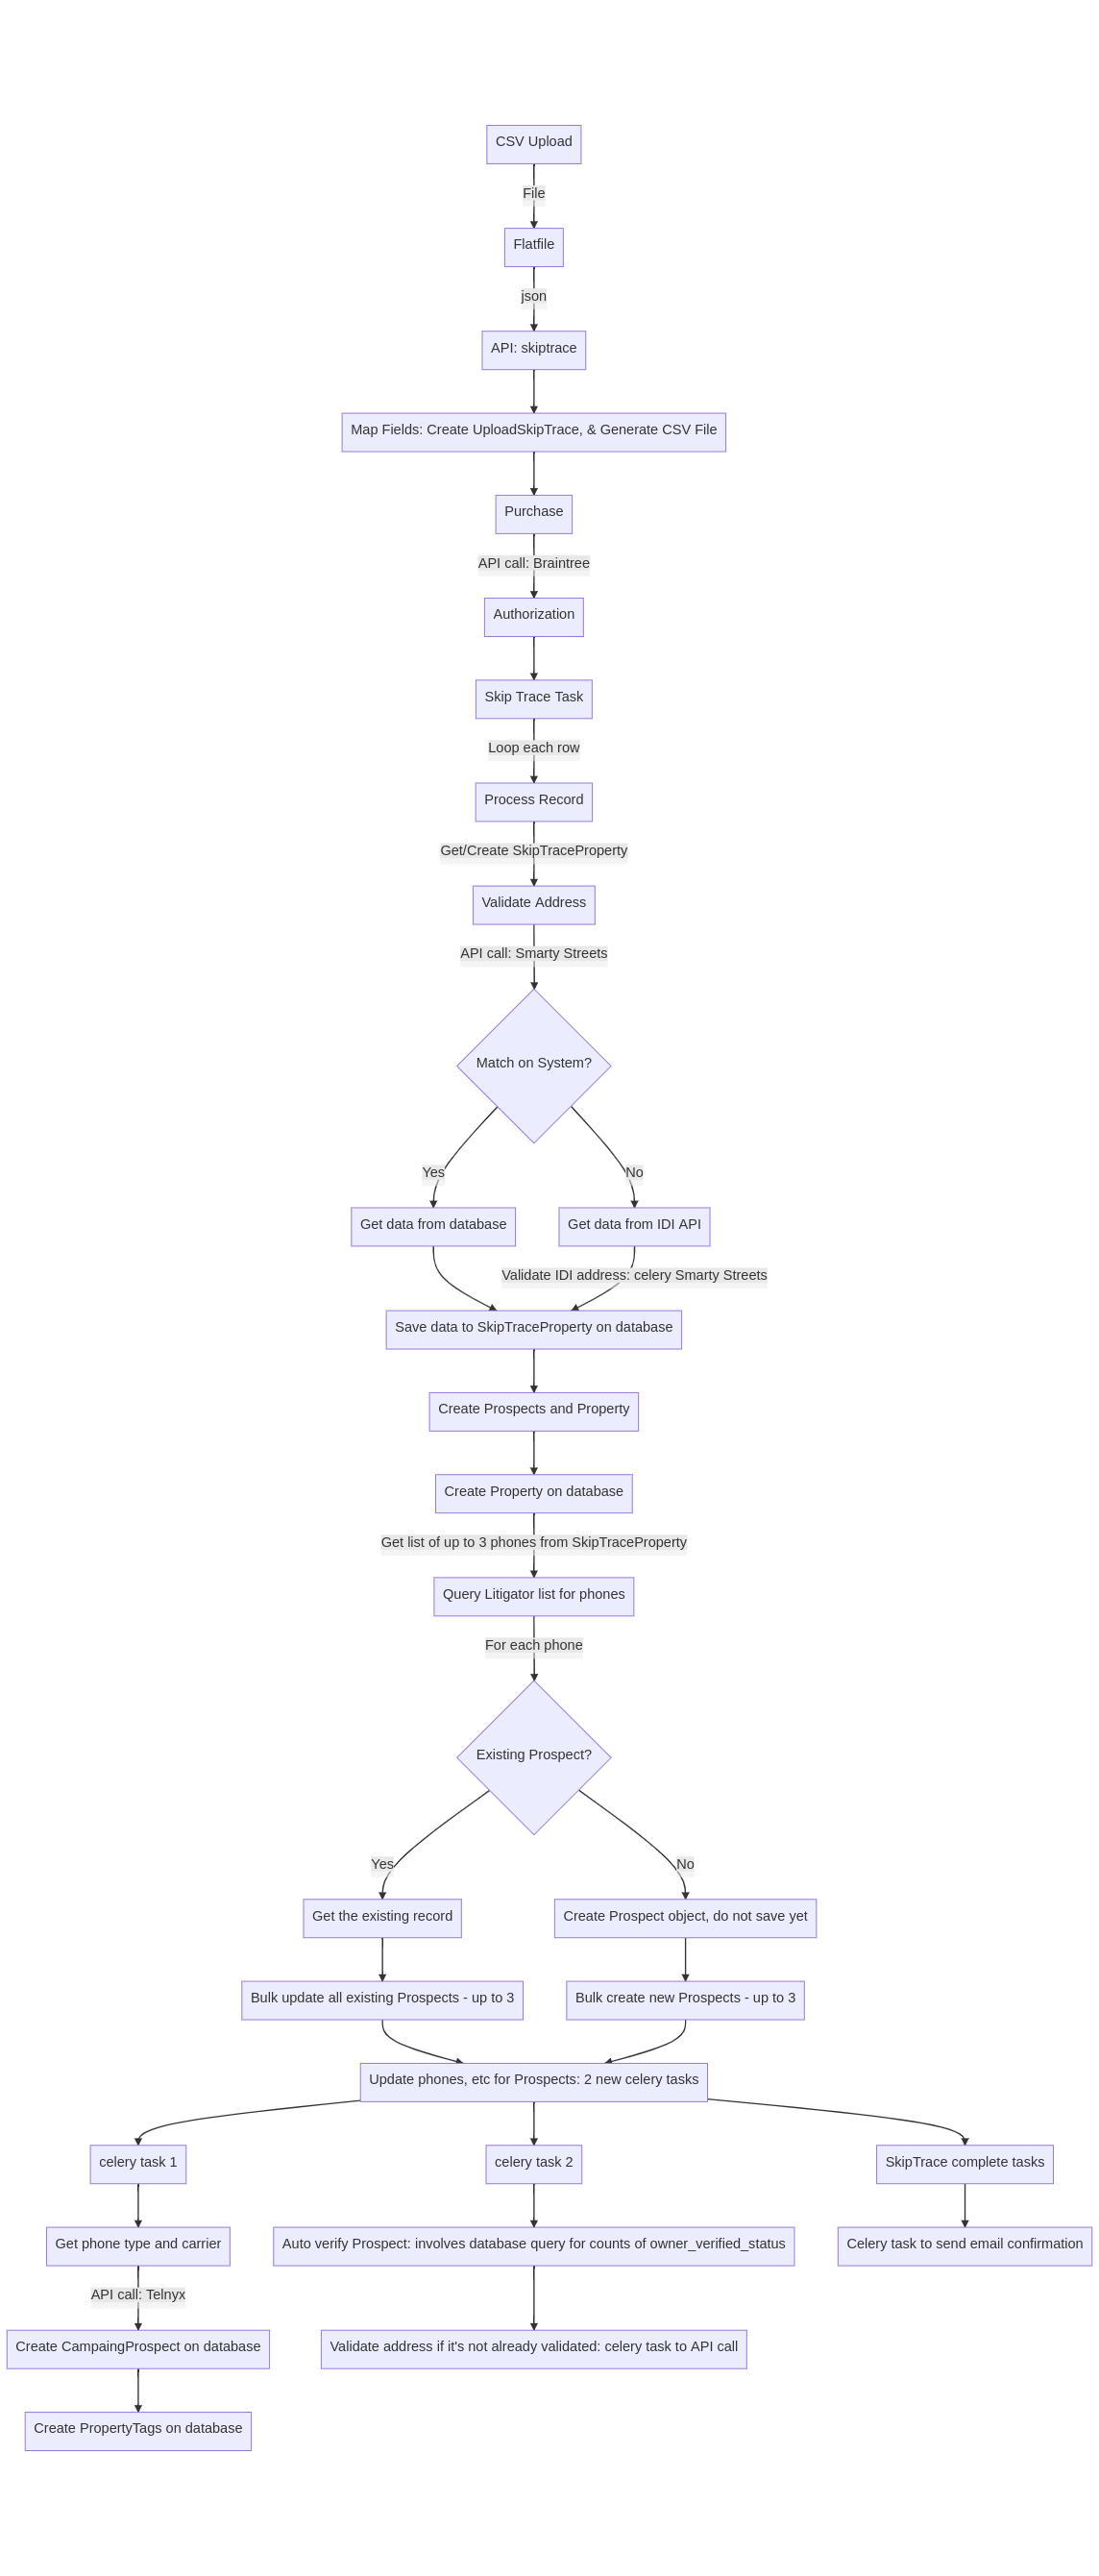 CSV Upload
File
Flatfile
json
API: skiptrace
Map Fields: Create UploadSkipTrace, & Generate CSV File
Purchase
API call: Braintree
Authorization
Skip Trace Task
Loop each row
Process Record
Get/Create SkipTraceProperty
Validate Address
API call: Smarty Streets
Match on System?
Yes
No
Get data from database
Get data from IDI API
Validate IDI address: celery Smarty Streets
Save data to SkipTraceProperty on database
Create Prospects and Property
Create Property on database
Get list of up to 3 phones from SkipTraceProperty
Query Litigator list for phones
For each phone
Existing Prospect?
Yes
No
Get the existing record
Create Prospect object, do not save yet
Bulk update all existing Prospects - up to 3
Bulk create new Prospects - up to 3
Update phones, etc for Prospects: 2 new celery tasks
celery task 1
celery task 2
SkipTrace complete tasks
Get phone type and carrier
Auto verify Prospect: involves database query for counts of owner_verified_status
Celery task to send email confirmation
API call: Telnyx
Create CampaingProspect on database
Validate address if it's not already validated: celery task to API call
Create PropertyTags on database